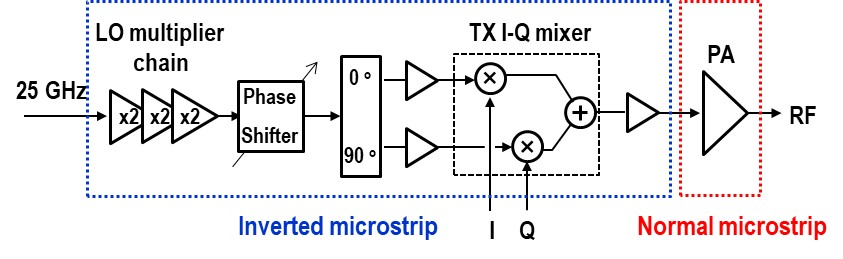 LO multiplier
chain
TX I-Q mixer
PA
25 GHz
x2 x2 x2
Phase
Shifter
0 °
90 °
×
×
+
RF
Inverted microstrip
I
Q
Normal microstrip